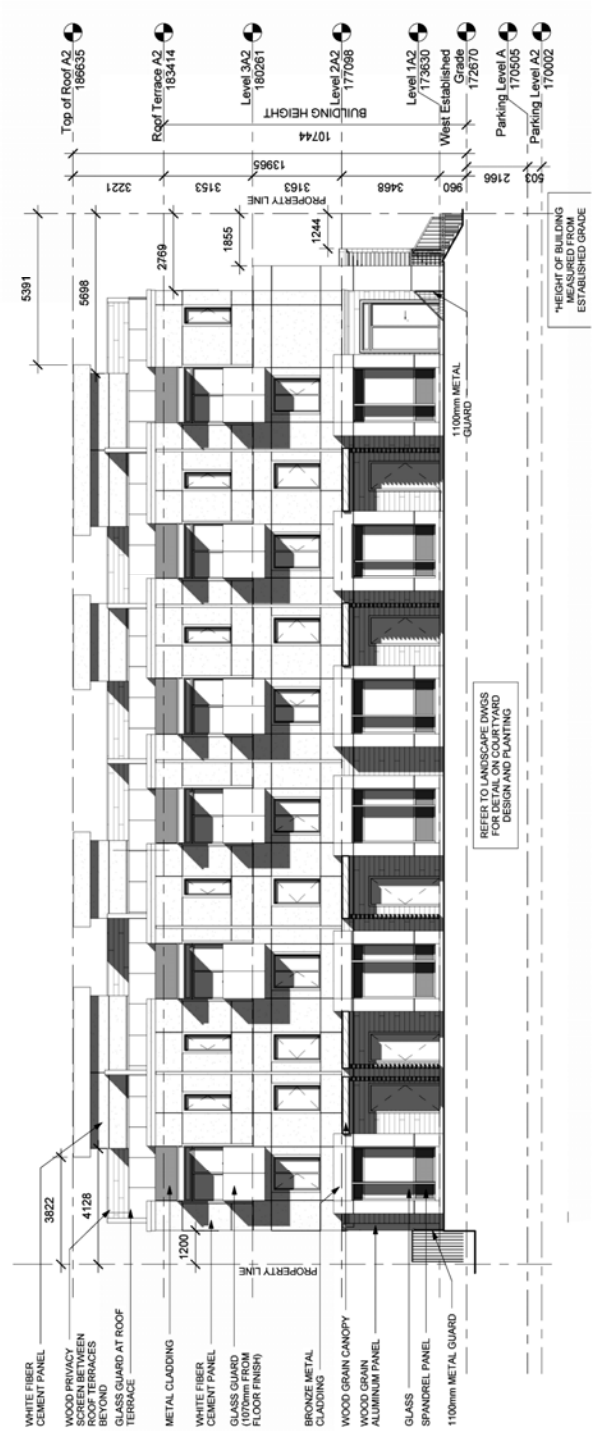 Top of Roof A2
186635
Roof Terrace A2
183414
Level 3A2
180261
Level 2A2
177098
Level 1A2
173630
West Established
Grade
172670
Parking Level A
170505
Parking Level A2
170002
BUILDING HEIGHT
10744
13965
3221
3153
3163
3468
960
2166
503
PROPERTY LINE
5391
5698
2769
1855
1244
*HEIGHT OF BUILDING
MEASURED FROM
ESTABLISHED GRADE
1100mm METAL
GUARD
REFER TO LANDSCAPE DWGS
FOR DETAIL ON COURTYARD
DESIGN AND PLANTING
3822
4128
1200
PROPERTY LINE
WHITE FIBER
CEMENT PANEL
WOOD PRIVACY
SCREEN BETWEEN
ROOF TERRACES
BEYOND
GLASS GUARD AT ROOF
TERRACE
METAL CLADDING
WHITE FIBER
CEMENT PANEL
GLASS GUARD
(1070mm FROM
FLOOR FINISH)
BRONZE METAL
CLADDING
WOOD GRAIN CANOPY
WOOD GRAIN
ALUMINUM PANEL
GLASS
SPANDREL PANEL
1100mm METAL GUARD